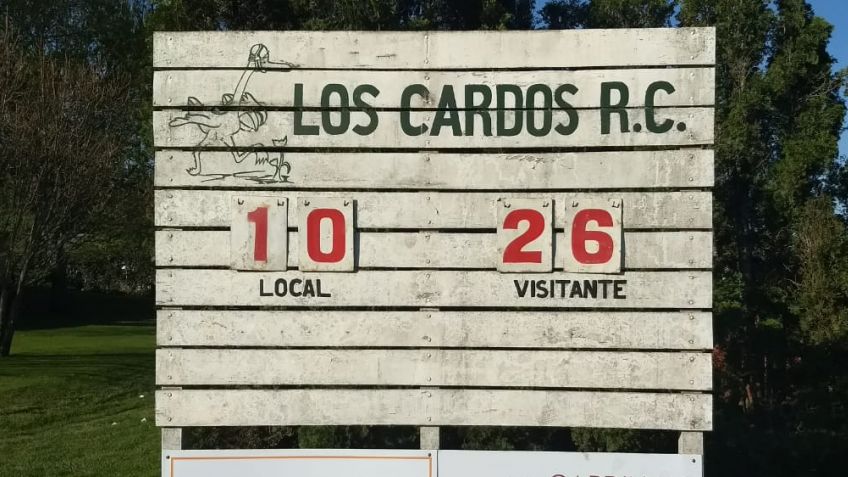 LOS CARDOS R.C.
10 26
LOCAL VISITANTE